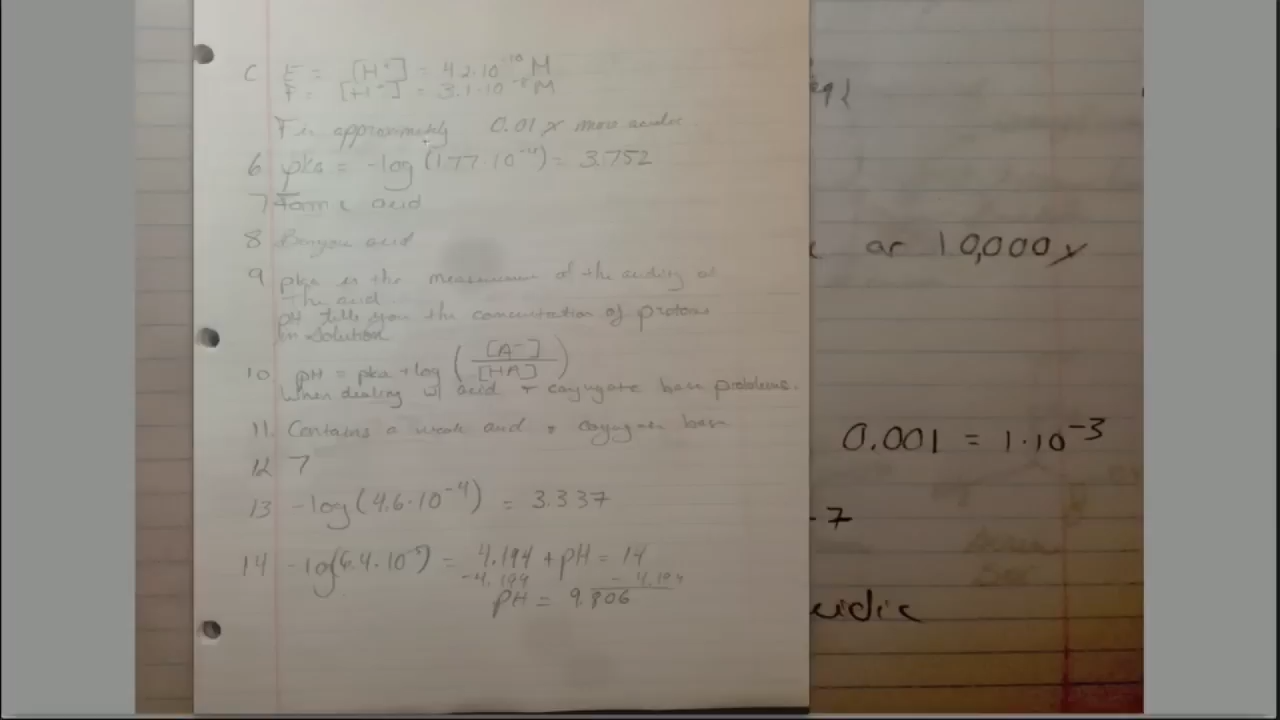 C E = [H⁺] = 4.2·10⁻¹⁰ M
F = [H⁻] = 3.1·10⁻⁸ M
F is approximately 0.01 x more acidic
6 pka = -log(1.77·10⁻⁴) = 3.752
7 Formic acid
8 acid
9 pka is the of the acidity of
The acid
pH tells you the concentration of protons
in solution
10 pH = pka + log ([A⁻]/[HA])
When dealing w/ acid + conjugate base problems.
11. Contains a weak acid + conjugate base
12 7
13 -log(4.6·10⁻⁴) = 3.337
14 -log(6.4·10⁻⁵) = 4.194 + pH = 14
-4.194 - 4.194
pH = 9.806
ar 10,000x
0.001 = 1·10⁻³
-7